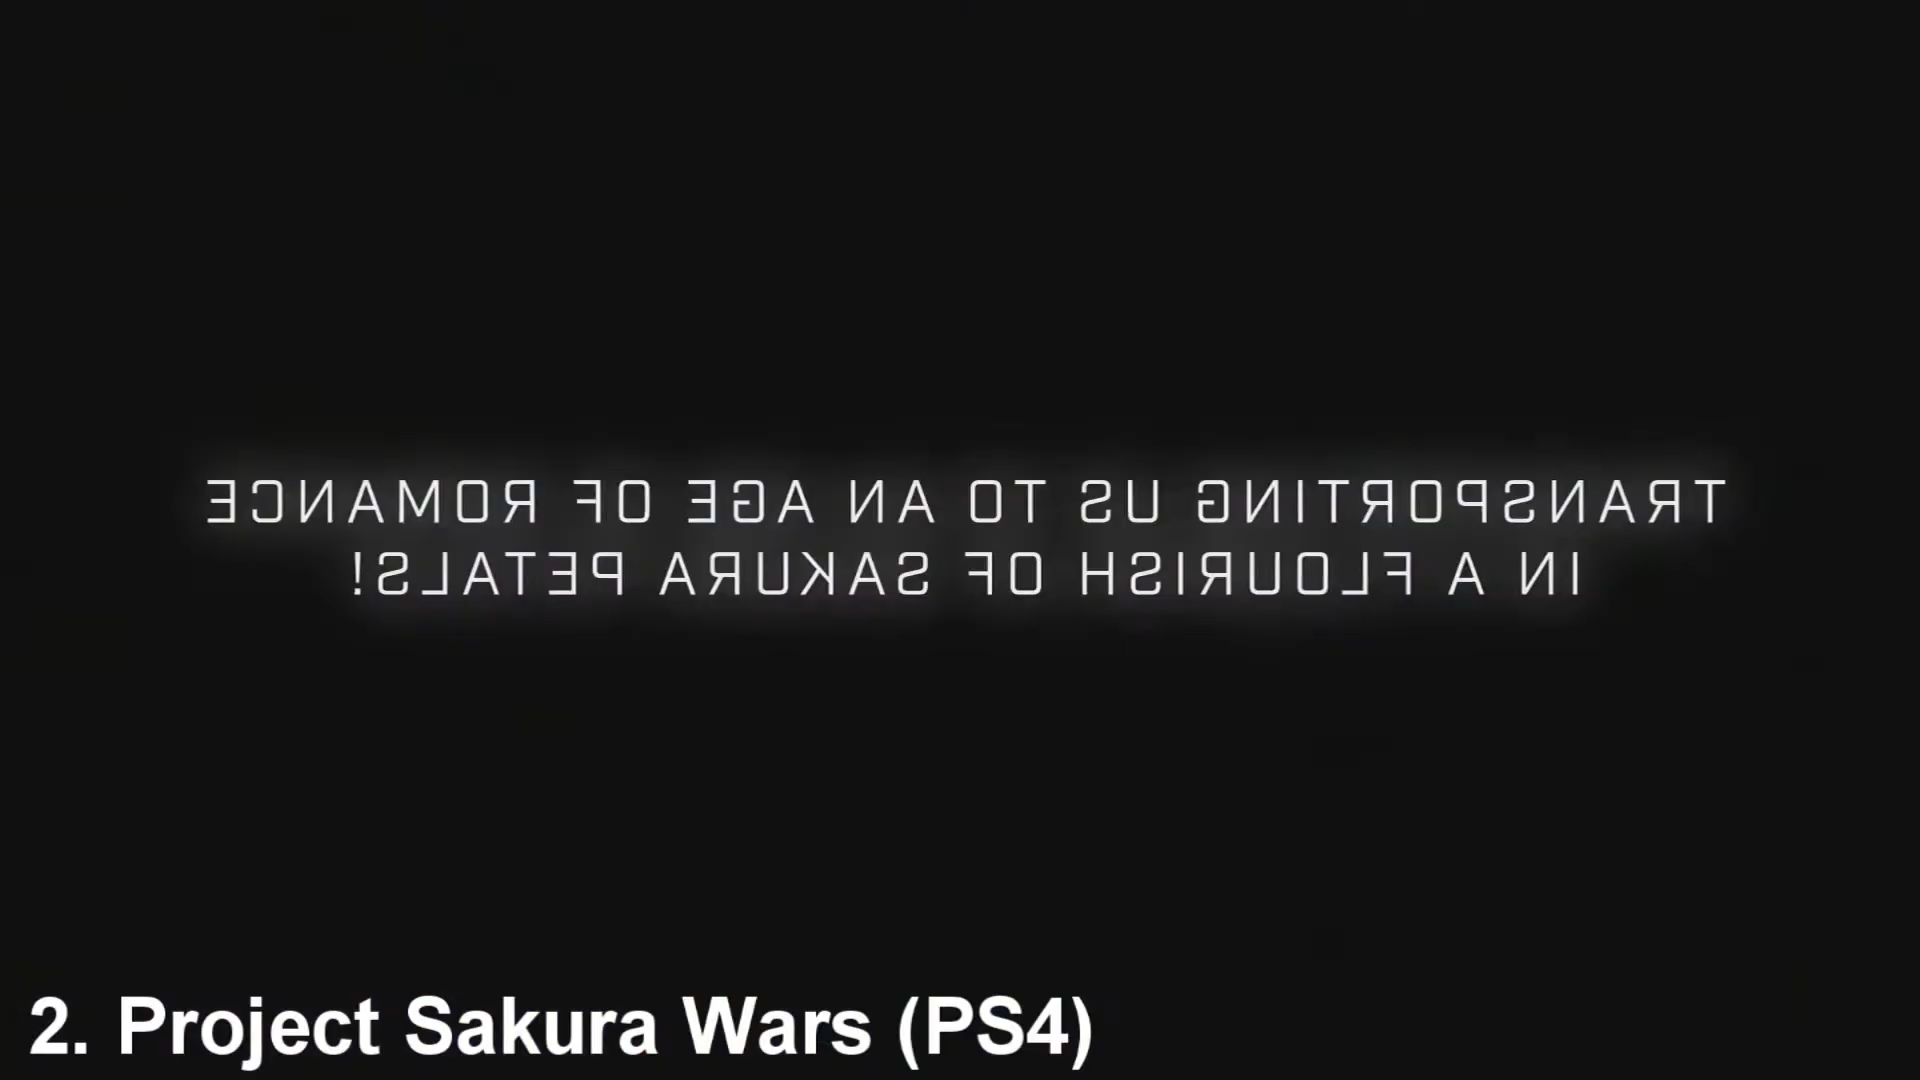 TRANSPORTING US TO AN AGE OF ROMANCE
IN A FLOURISH OF SAKURA PETALS!
2. Project Sakura Wars (PS4)